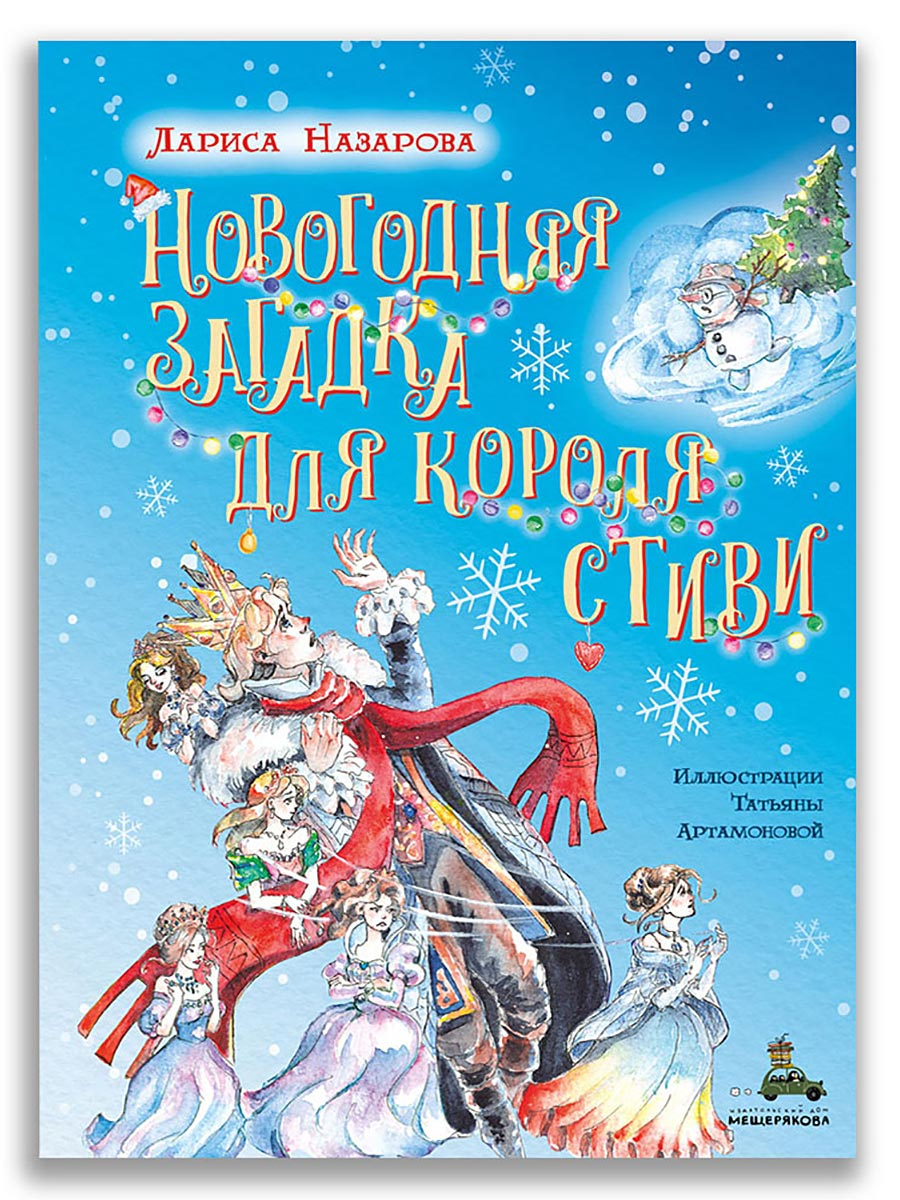 Лариса Назарова
Новогодняя
загадка
для короля
Стиви
Иллюстрации
Татьяны
Артамоновой
издательский дом
МЕЩЕРЯКОВА